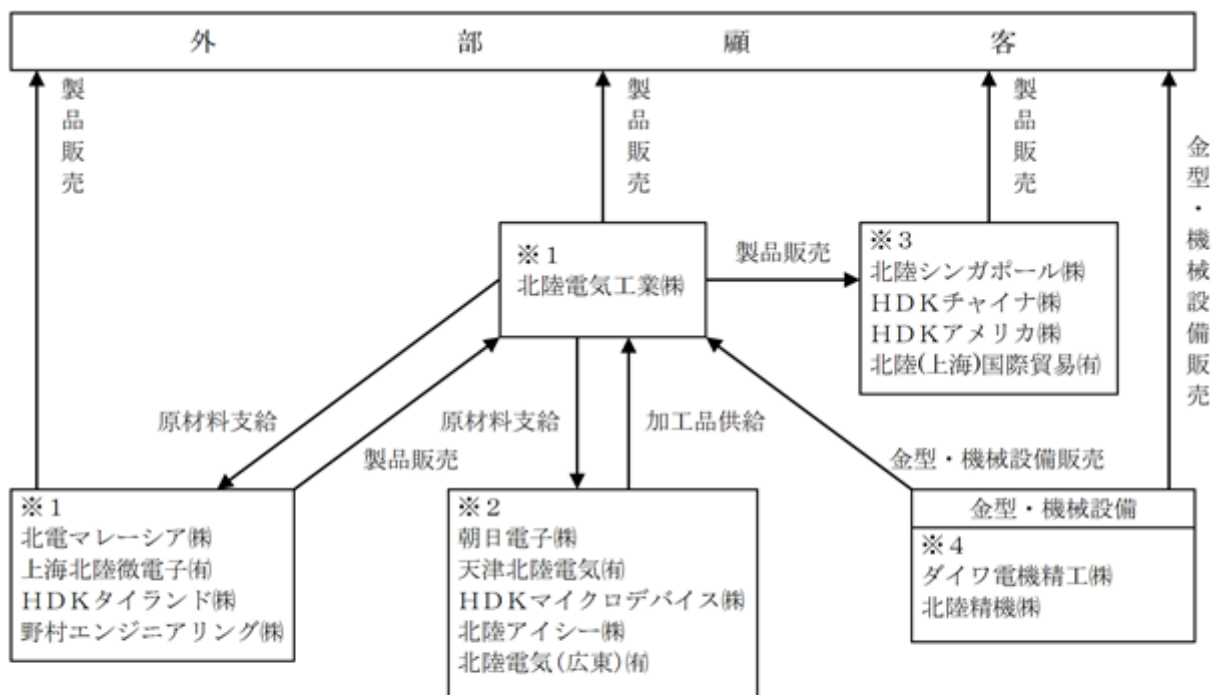 外部顧客
製品販売
製品販売
製品販売
金型・機械設備販売
※1
北陸電気工業㈱
製品販売
※3
北陸シンガポール㈱
HDKチャイナ㈱
HDKアメリカ㈱
北陸(上海)国際貿易㈲
原材料支給
製品販売
原材料支給
加工品供給
金型・機械設備販売
※1
北電マレーシア㈱
上海北陸微電子㈲
HDKタイランド㈱
野村エンジニアリング㈱
※2
朝日電子㈱
天津北陸電気㈲
HDKマイクロデバイス㈱
北陸アイシー㈱
北陸電気(広東)㈲
金型・機械設備
※4
ダイワ電機精工㈱
北陸精機㈱